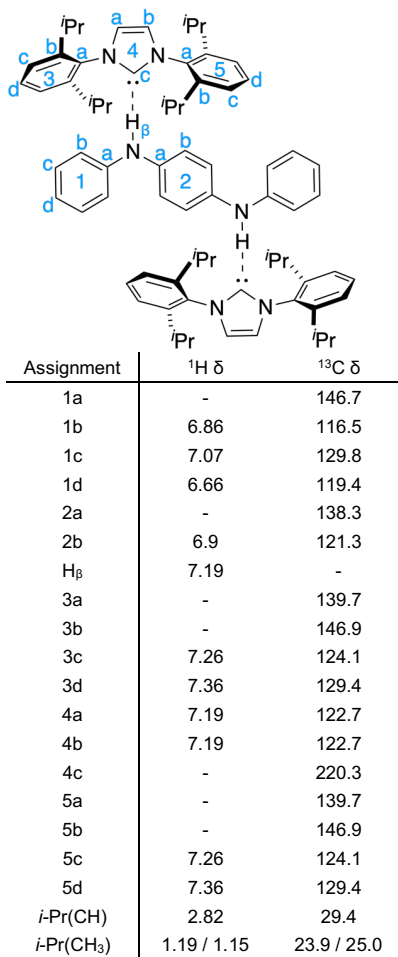 a b
iPr 4 iPr
b a N N a 5
c 3 c d
d iPr iPr b c
H β
c b N a b
1 a 2
d N
H
iPr iPr
N N
iPr iPr
Assignment ¹H δ ¹³C δ
1a - 146.7
1b 6.86 116.5
1c 7.07 129.8
1d 6.66 119.4
2a - 138.3
2b 6.9 121.3
Hβ 7.19 -
3a - 139.7
3b - 146.9
3c 7.26 124.1
3d 7.36 129.4
4a 7.19 122.7
4b 7.19 122.7
4c - 220.3
5a - 139.7
5b - 146.9
5c 7.26 124.1
5d 7.36 129.4
i-Pr(CH) 2.82 29.4
i-Pr(CH₃) 1.19 / 1.15 23.9 / 25.0